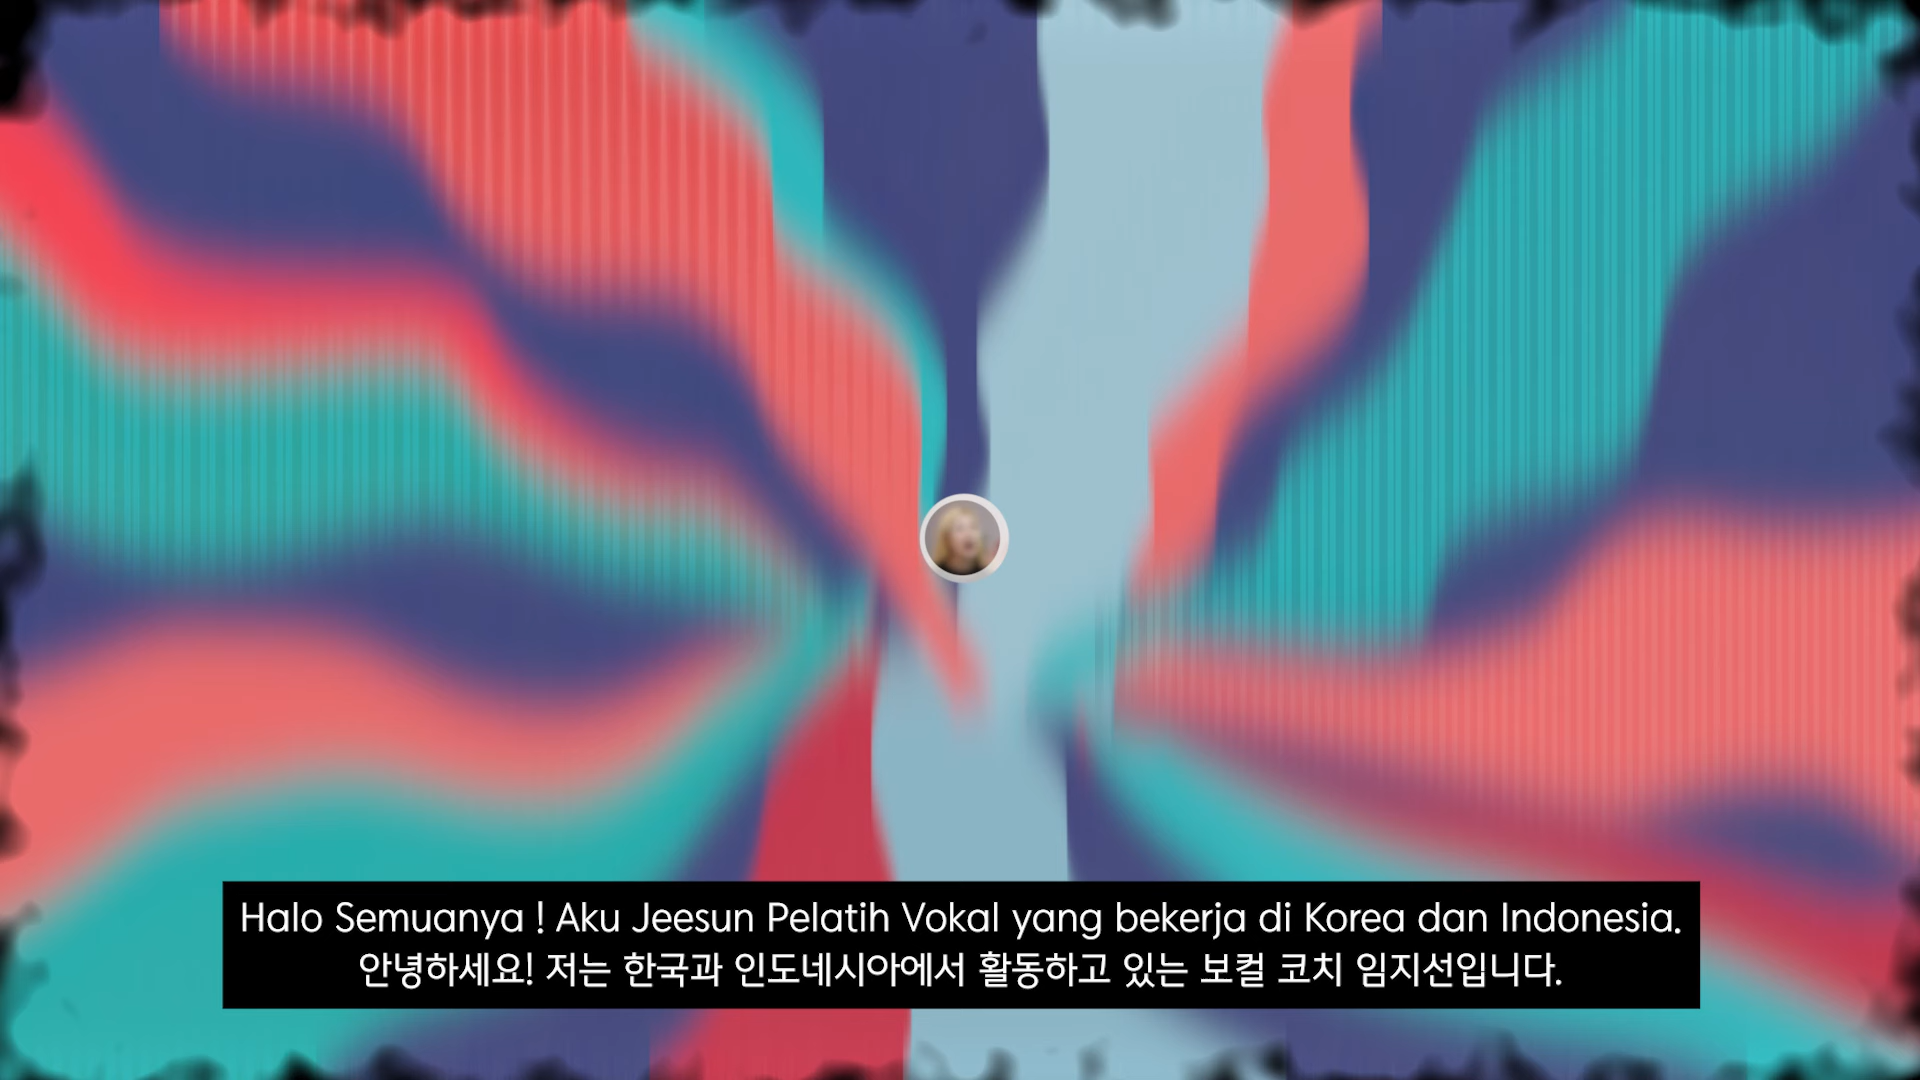 Halo Semuanya ! Aku Jeesun Pelatih Vokal yang bekerja di Korea dan Indonesia.
안녕하세요! 저는 한국과 인도네시아에서 활동하고 있는 보컬 코치 임지선입니다.